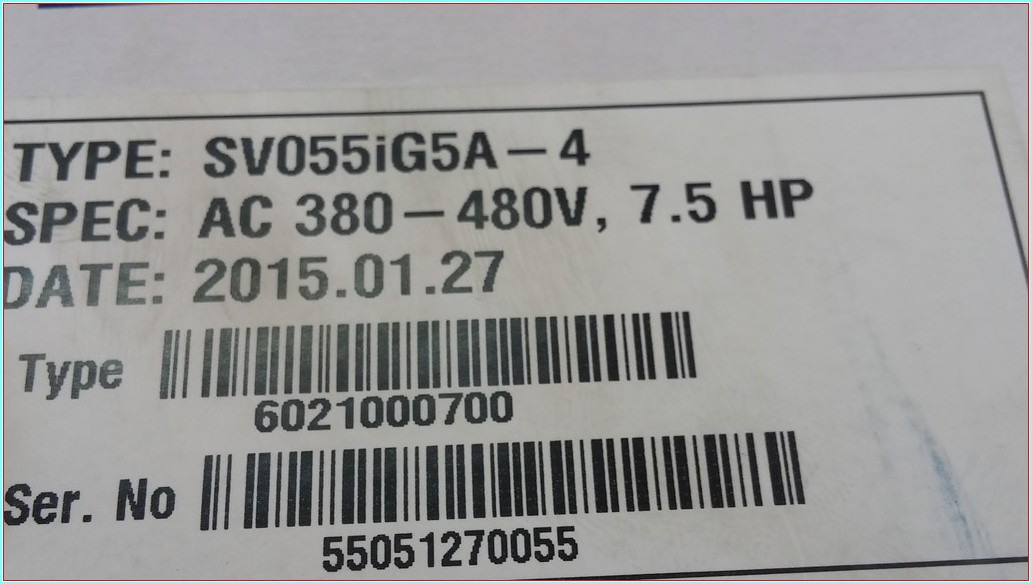 TYPE: SV055iG5A-4
SPEC: AC 380-480V, 7.5 HP
DATE: 2015.01.27
Type
6021000700
Ser. No
55051270055